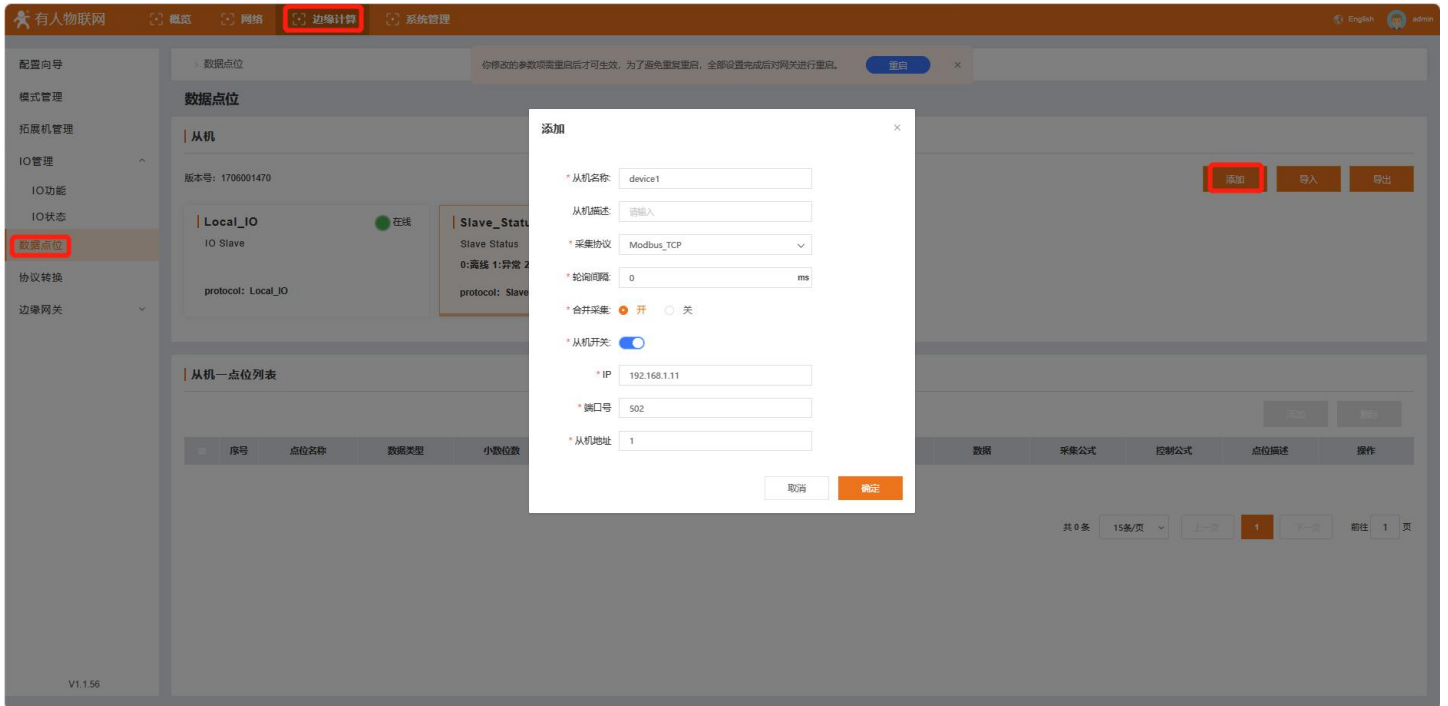 有人物联网 概览 网络 边缘计算 系统管理 English admin
配置向导
模式管理
拓展机管理
IO管理
IO功能
IO状态
数据点位
协议转换
边缘网关
V1.1.56
> 数据点位
你修改的参数项需重启后才可生效，为了避免重复重启，全部设置完成后对网关进行重启。 重启 ×
数据点位
从机
版本号：1706001470
添加 导入 导出
Local_IO 在线
IO Slave
protocol：Local_IO
Slave_Statu
Slave Status
0:离线 1:异常 2
protocol：Slave
添加 ×
* 从机名称: device1
从机描述: 请输入
* 采集协议 Modbus_TCP
* 轮询间隔: 0 ms
* 合并采集: 开 关
* 从机开关:
* IP 192.168.1.11
* 端口号 502
* 从机地址 1
取消 确定
从机一点位列表
添加 删除
序号 点位名称 数据类型 小数位数 数据 采集公式 控制公式 点位描述 操作
共 0 条 15条/页 上一页 1 下一页 前往 1 页